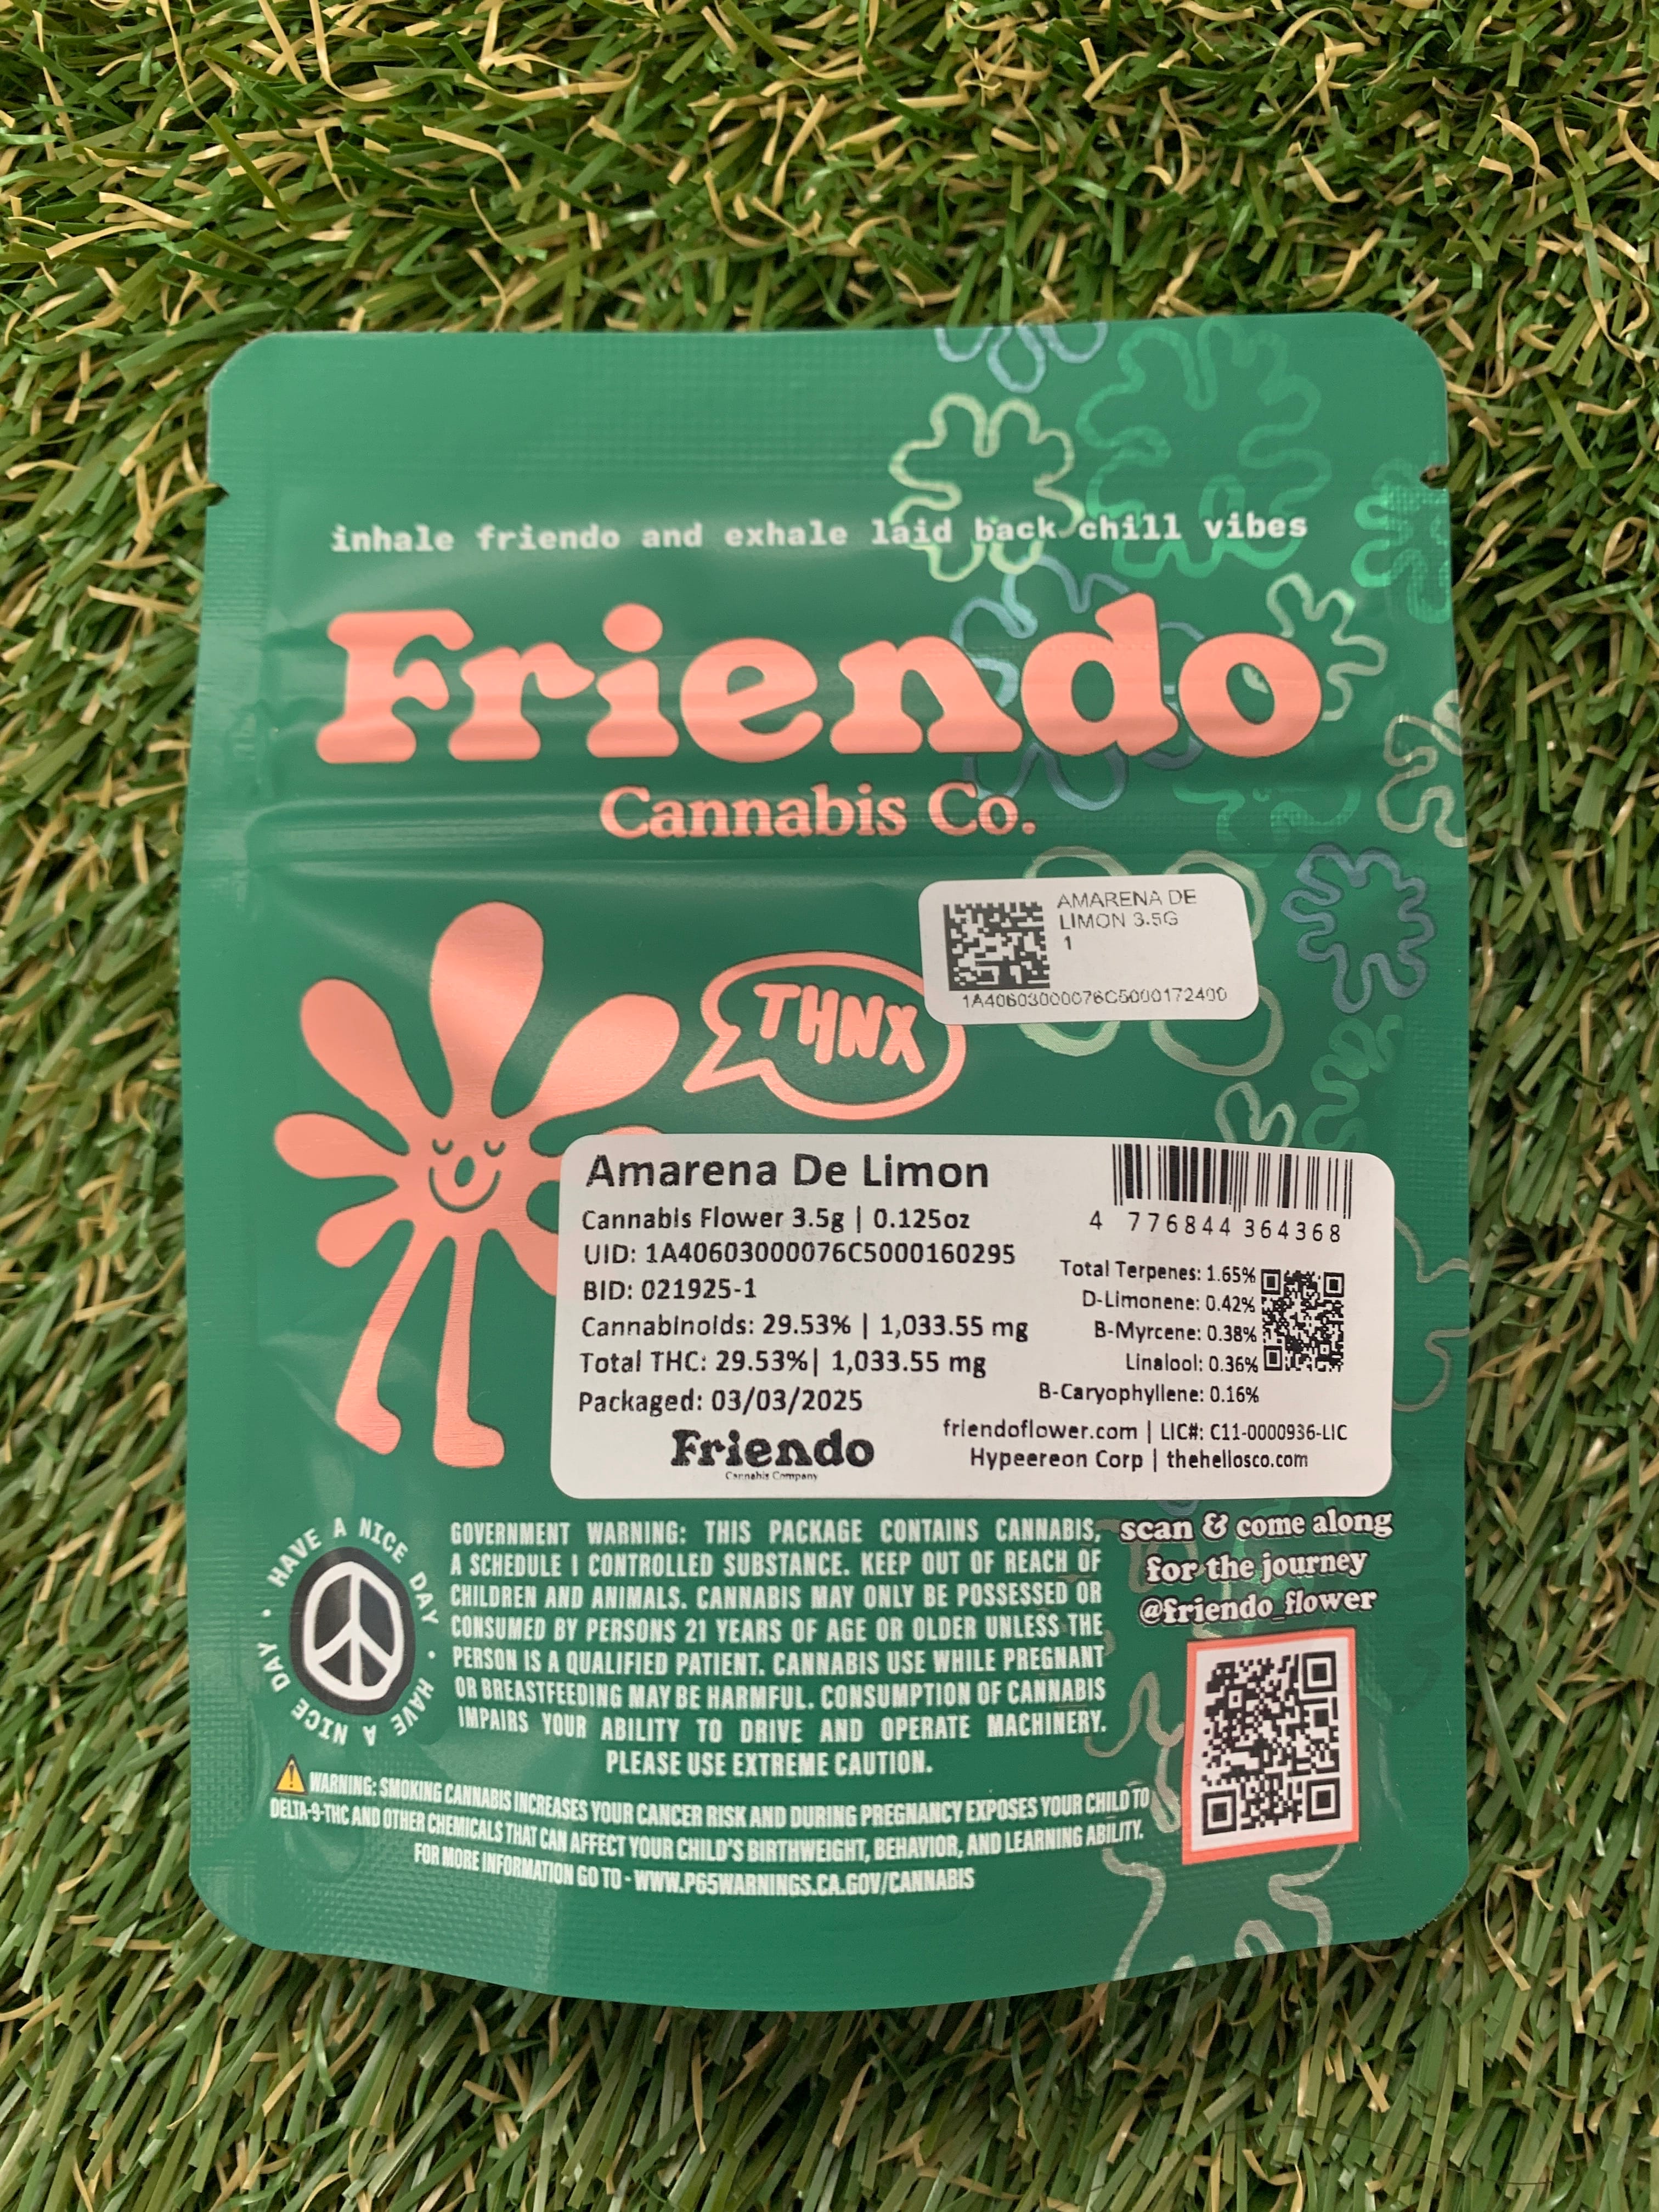 inhale friendo and exhale laid back chill vibes
Friendo
Cannabis Co.
AMARENA DE
LIMON 3.5G
1
1A40603000076C5000172400
THNX
Amarena De Limon
Cannabis Flower 3.5g | 0.125oz
UID: 1A40603000076C5000160295
BID: 021925-1
Cannabinoids: 29.53% | 1,033.55 mg
Total THC: 29.53%| 1,033.55 mg
Packaged: 03/03/2025
Friendo
Cannabis Company
4 776844 364368
Total Terpenes: 1.65%
D-Limonene: 0.42%
B-Myrcene: 0.38%
Linalool: 0.36%
B-Caryophyllene: 0.16%
friendoflower.com | LIC#: C11-0000936-LIC
Hypeereon Corp | thehellosco.com
HAVE A NICE DAY • HAVE A NICE DAY •
GOVERNMENT WARNING: THIS PACKAGE CONTAINS CANNABIS,
A SCHEDULE I CONTROLLED SUBSTANCE. KEEP OUT OF REACH OF
CHILDREN AND ANIMALS. CANNABIS MAY ONLY BE POSSESSED OR
CONSUMED BY PERSONS 21 YEARS OF AGE OR OLDER UNLESS THE
PERSON IS A QUALIFIED PATIENT. CANNABIS USE WHILE PREGNANT
OR BREASTFEEDING MAY BE HARMFUL. CONSUMPTION OF CANNABIS
IMPAIRS YOUR ABILITY TO DRIVE AND OPERATE MACHINERY.
PLEASE USE EXTREME CAUTION.
scan & come along
for the journey
@friendo_flower
WARNING: SMOKING CANNABIS INCREASES YOUR CANCER RISK AND DURING PREGNANCY EXPOSES YOUR CHILD TO
DELTA-9-THC AND OTHER CHEMICALS THAT CAN AFFECT YOUR CHILD'S BIRTHWEIGHT, BEHAVIOR, AND LEARNING ABILITY.
FOR MORE INFORMATION GO TO - WWW.P65WARNINGS.CA.GOV/CANNABIS